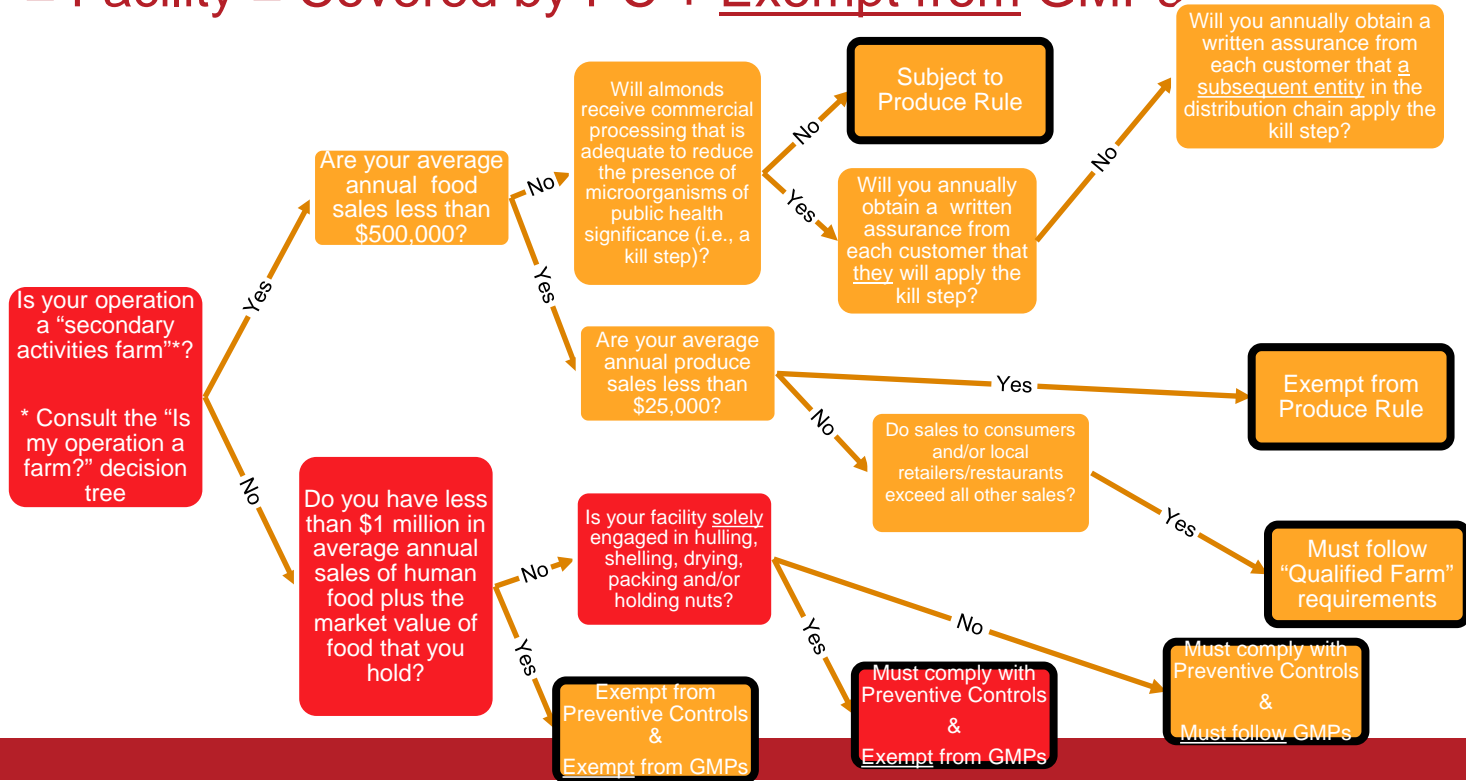 = Facility = Covered by PC + Exempt from GMPs
Will you annually obtain a
written assurance from
each customer that a
subsequent entity in the
distribution chain apply the
kill step?
Subject to
Produce Rule
Will almonds
receive commercial
processing that is
adequate to reduce
the presence of
microorganisms of
public health
significance (i.e., a
kill step)?
No
No
Are your average
annual food
sales less than
$500,000?
No
Yes
Will you annually
obtain a written
assurance from
each customer that
they will apply the
kill step?
Yes
Yes
Is your operation
a “secondary
activities farm”*?
* Consult the “Is
my operation a
farm?” decision
tree
Are your average
annual produce
sales less than
$25,000?
Yes
Exempt from
Produce Rule
No
Do sales to consumers
and/or local
retailers/restaurants
exceed all other sales?
Yes
Must follow
“Qualified Farm”
requirements
No
Do you have less
than $1 million in
average annual
sales of human
food plus the
market value of
food that you
hold?
No
Is your facility solely
engaged in hulling,
shelling, drying,
packing and/or
holding nuts?
No
Yes
Yes
Must comply with
Preventive Controls
&
Must follow GMPs
Must comply with
Preventive Controls
&
Exempt from GMPs
Exempt from
Preventive Controls
&
Exempt from GMPs